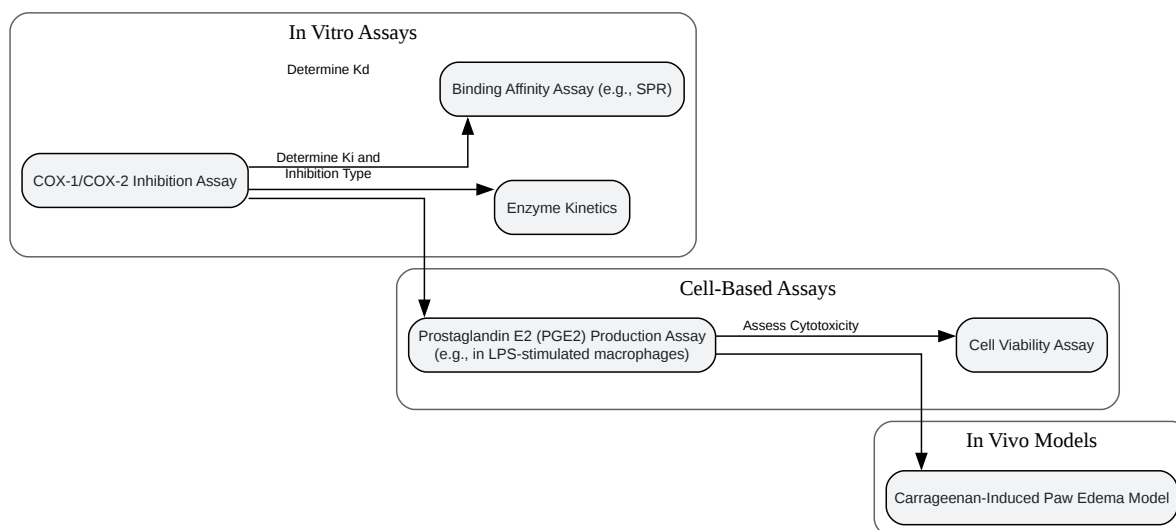 In Vitro Assays
Determine Kd
Binding Affinity Assay (e.g., SPR)
COX-1/COX-2 Inhibition Assay
Determine Ki and
Inhibition Type
Enzyme Kinetics
Cell-Based Assays
Prostaglandin E2 (PGE2) Production Assay
(e.g., in LPS-stimulated macrophages)
Assess Cytotoxicity
Cell Viability Assay
In Vivo Models
Carrageenan-Induced Paw Edema Model